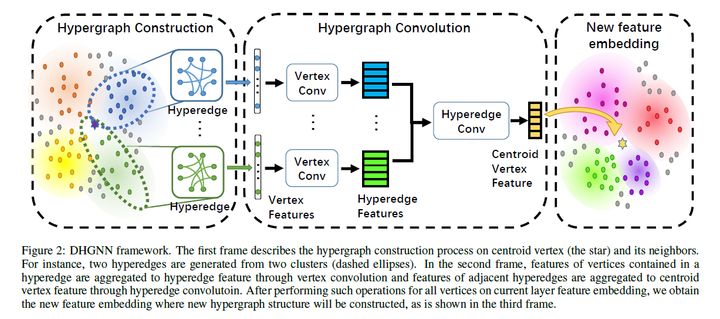 Hypergraph Construction
Hypergraph Convolution
New feature
embedding
Hyperedge
Hyperedge
Vertex
Conv
Vertex
Conv
Hyperedge
Conv
Vertex
Features
Hyperedge
Features
Centroid
Vertex
Feature
Figure 2: DHGNN framework. The first frame describes the hypergraph construction process on centroid vertex (the star) and its neighbors.
For instance, two hyperedges are generated from two clusters (dashed ellipses). In the second frame, features of vertices contained in a
hyperedge are aggregated to hyperedge feature through vertex convolution and features of adjacent hyperedges are aggregated to centroid
vertex feature through hyperedge convolutoin. After performing such operations for all vertices on current layer feature embedding, we obtain
the new feature embedding where new hypergraph structure will be constructed, as is shown in the third frame.